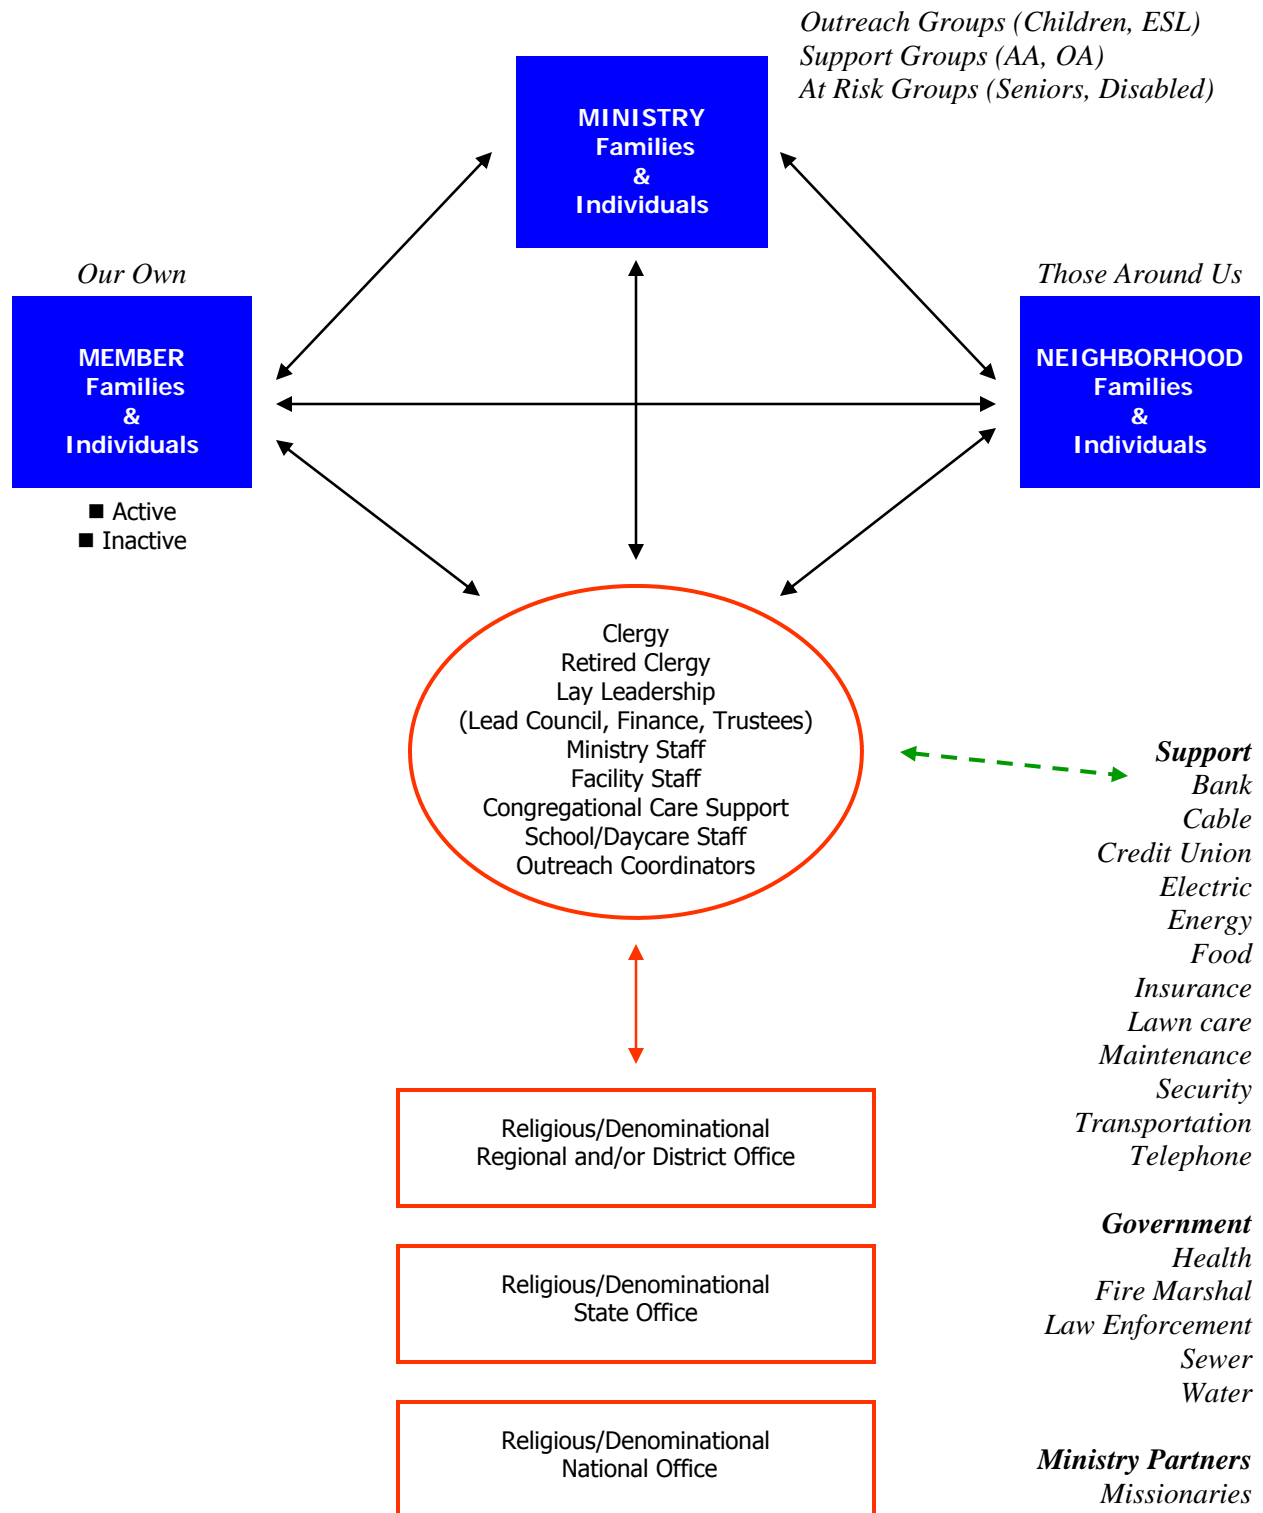 Outreach Groups (Children, ESL)
Support Groups (AA, OA)
At Risk Groups (Seniors, Disabled)
MINISTRY
Families
&
Individuals
Our Own
MEMBER
Families
&
Individuals
■ Active
■ Inactive
Those Around Us
NEIGHBORHOOD
Families
&
Individuals
Clergy
Retired Clergy
Lay Leadership
(Lead Council, Finance, Trustees)
Ministry Staff
Facility Staff
Congregational Care Support
School/Daycare Staff
Outreach Coordinators
Religious/Denominational
Regional and/or District Office
Religious/Denominational
State Office
Religious/Denominational
National Office
Support
Bank
Cable
Credit Union
Electric
Energy
Food
Insurance
Lawn care
Maintenance
Security
Transportation
Telephone
Government
Health
Fire Marshal
Law Enforcement
Sewer
Water
Ministry Partners
Missionaries